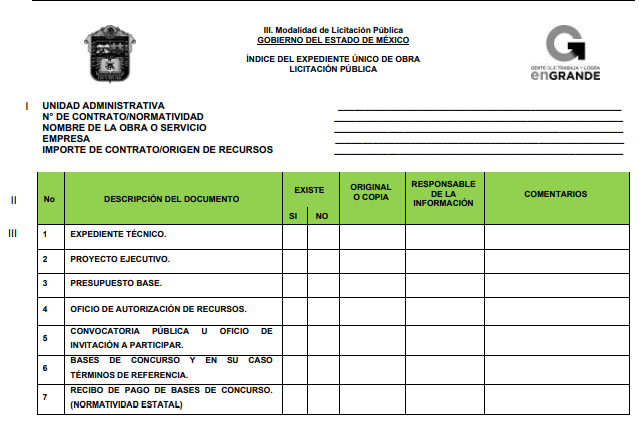 III. Modalidad de Licitación Pública
GOBIERNO DEL ESTADO DE MÉXICO
ÍNDICE DEL EXPEDIENTE ÚNICO DE OBRA
LICITACIÓN PÚBLICA
GENTE QUE TRABAJA Y LOGRA
enGRANDE
I UNIDAD ADMINISTRATIVA
N° DE CONTRATO/NORMATIVIDAD
NOMBRE DE LA OBRA O SERVICIO
EMPRESA
IMPORTE DE CONTRATO/ORIGEN DE RECURSOS
II No DESCRIPCIÓN DEL DOCUMENTO EXISTE SI NO ORIGINAL O COPIA RESPONSABLE DE LA INFORMACIÓN COMENTARIOS
III 1 EXPEDIENTE TÉCNICO.
2 PROYECTO EJECUTIVO.
3 PRESUPUESTO BASE.
4 OFICIO DE AUTORIZACIÓN DE RECURSOS.
5 CONVOCATORIA PÚBLICA U OFICIO DE
INVITACIÓN A PARTICIPAR.
6 BASES DE CONCURSO Y EN SU CASO
TÉRMINOS DE REFERENCIA.
7 RECIBO DE PAGO DE BASES DE CONCURSO.
(NORMATIVIDAD ESTATAL)